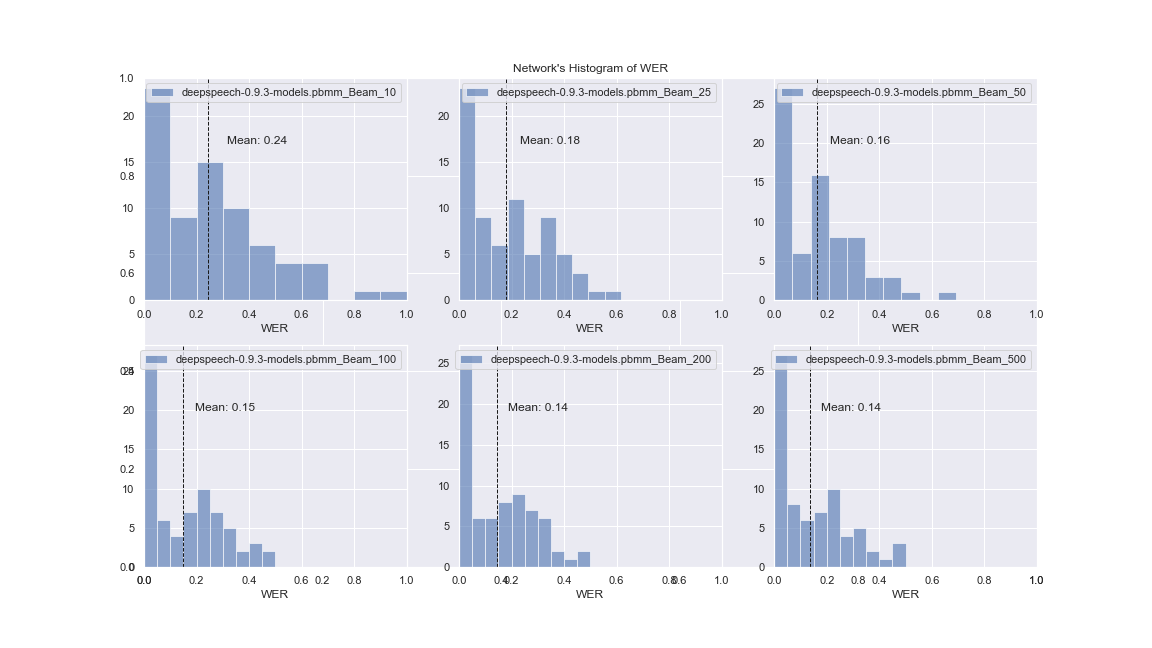 Network's Histogram of WER
1.0
deepspeech-0.9.3-models.pbmm_Beam_10 deepspeech-0.9.3-models.pbmm_Beam_25 deepspeech-0.9.3-models.pbmm_Beam_50
25
20 20
Mean: 0.24 Mean: 0.18 Mean: 0.16
20
15 15 15
0.8
10 10 10
5 5 5
0.6
0 0 0
0.0 0.2 0.4 0.6 0.8 1.0 0.0 0.2 0.4 0.6 0.8 1.0 0.0 0.2 0.4 0.6 0.8 1.0
WER WER WER
deepspeech-0.9.3-models.pbmm_Beam_100 deepspeech-0.9.3-models.pbmm_Beam_200 deepspeech-0.9.3-models.pbmm_Beam_500
25 25
20 Mean: 0.15 20 Mean: 0.14 20 Mean: 0.14
15 15 15
0.2
10 10 10
5 5 5
0 0
0.2 0.4 0.6 0.2 0.8 1.0 0.0 0.2 0.4 0.6 0.8 1.0 0.0 0.2 0.8 0.4 0.6 0.8 1.0
WER WER WER